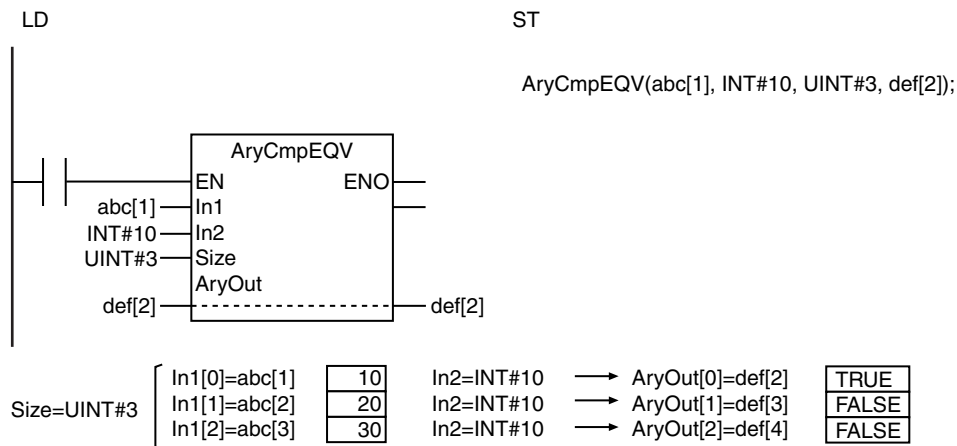 LD
ST
AryCmpEQV(abc[1], INT#10, UINT#3, def[2]);
AryCmpEQV
EN ENO
abc[1] In1
INT#10 In2
UINT#3 Size
AryOut
def[2] def[2]
In1[0]=abc[1] 10 In2=INT#10 → AryOut[0]=def[2] TRUE
Size=UINT#3 In1[1]=abc[2] 20 In2=INT#10 → AryOut[1]=def[3] FALSE
In1[2]=abc[3] 30 In2=INT#10 → AryOut[2]=def[4] FALSE